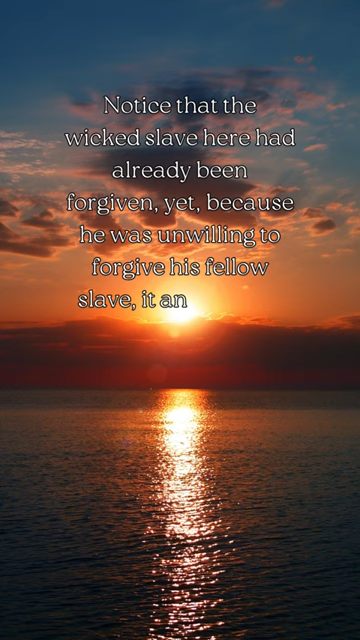 Notice that the
wicked slave here had
already been
forgiven, yet, because
he was unwilling to
forgive his fellow
slave, it an